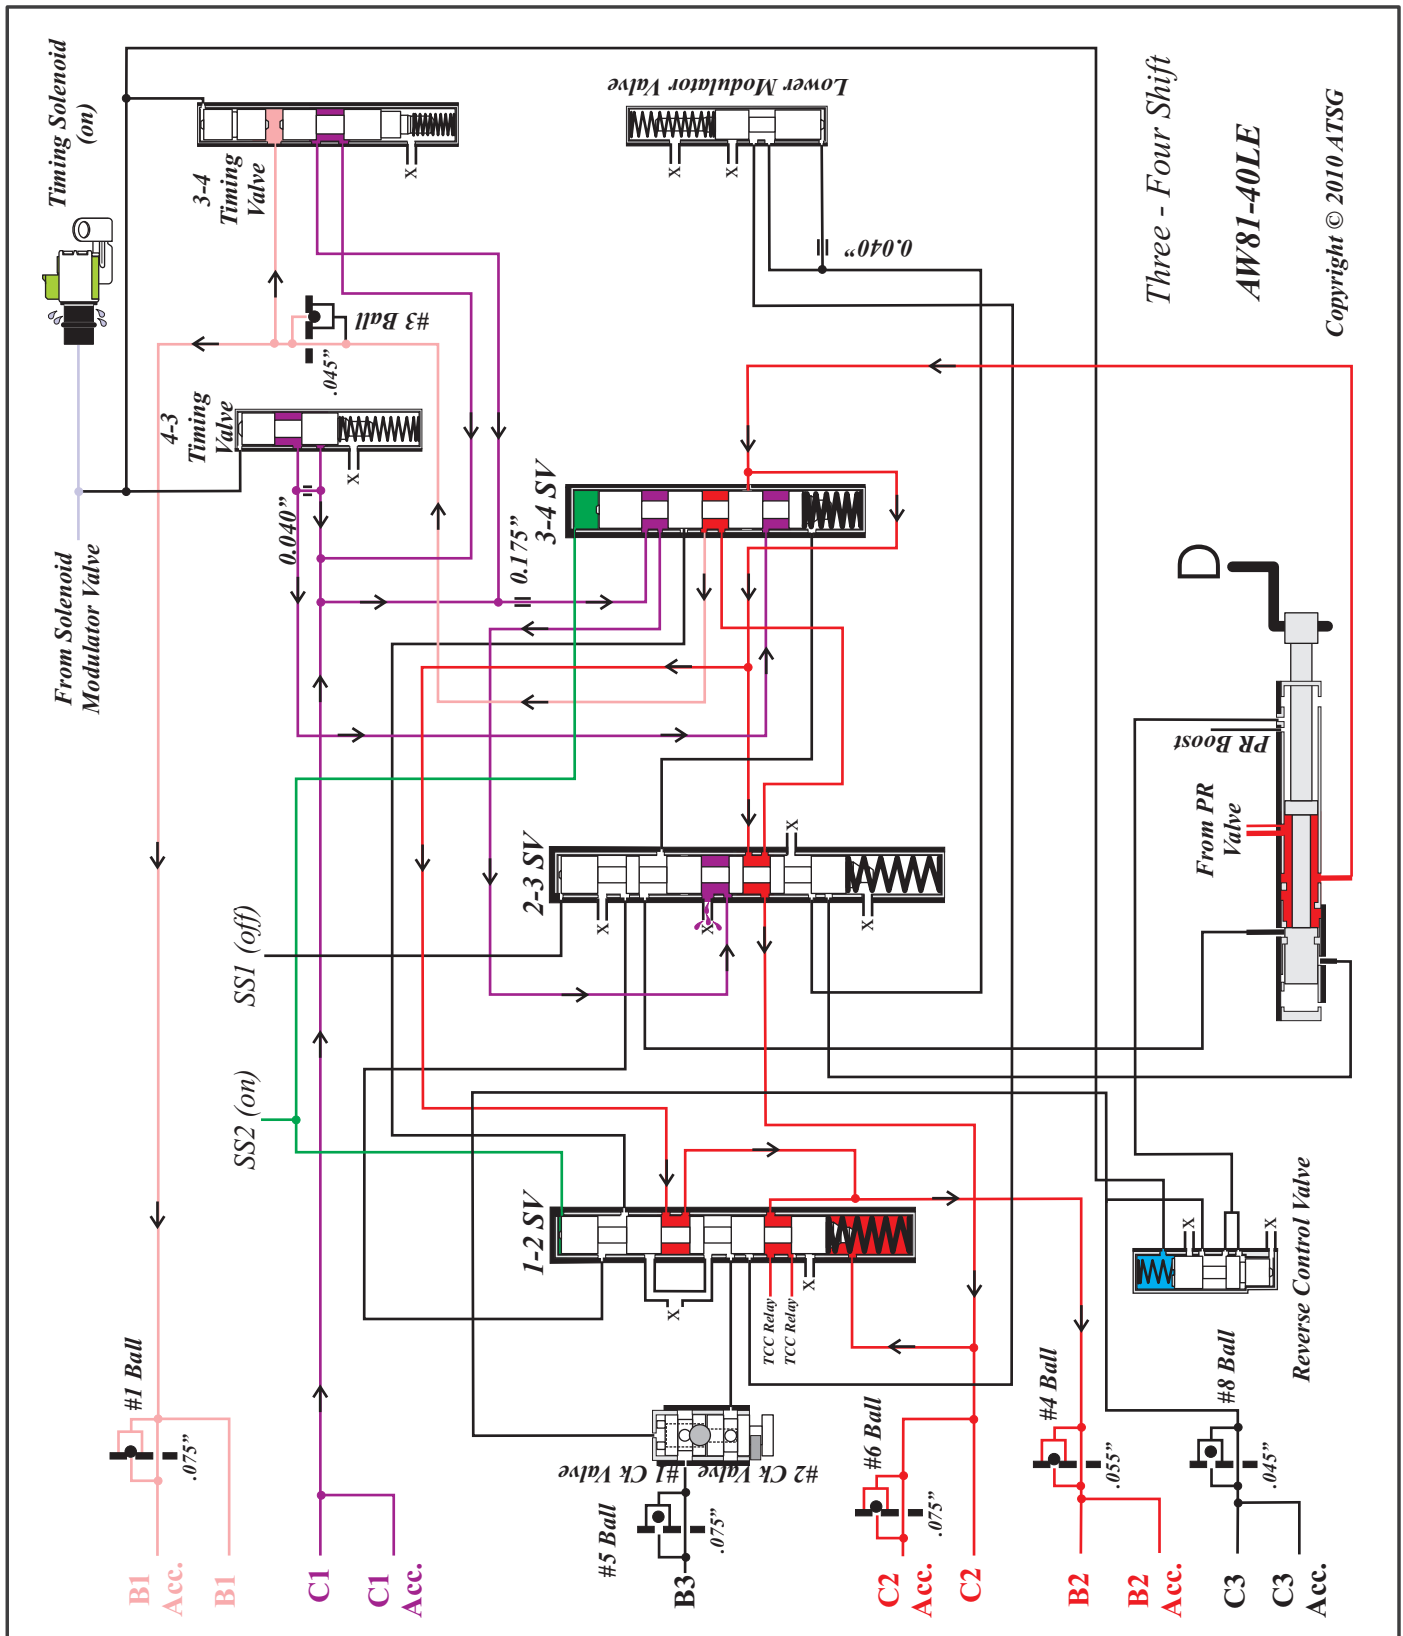 Timing Solenoid
(on)
3-4
Timing
Valve
Lower Modulator Valve
Three - Four Shift
AW81-40LE
Copyright © 2010 ATSG
#3 Ball
.045”
0.040”
4-3
Timing
Valve
X
X
X
X
0.040”
From Solenoid
Modulator Valve
0.175”
3-4 SV
D
PR Boost
From PR
Valve
2-3 SV
X
X
X
X
X
SS1 (off)
SS2 (on)
1-2 SV
X
X
TCC Relay
TCC Relay
X
X
Reverse Control Valve
#1 Ball
.075”
#1 Ck Valve
#2 Ck Valve
#5 Ball
.075”
#6 Ball
.075”
#4 Ball
.055”
#8 Ball
.045”
B1
Acc.
B1
C1
C1
Acc.
B3
C2
Acc.
C2
B2
B2
Acc.
C3
C3
Acc.